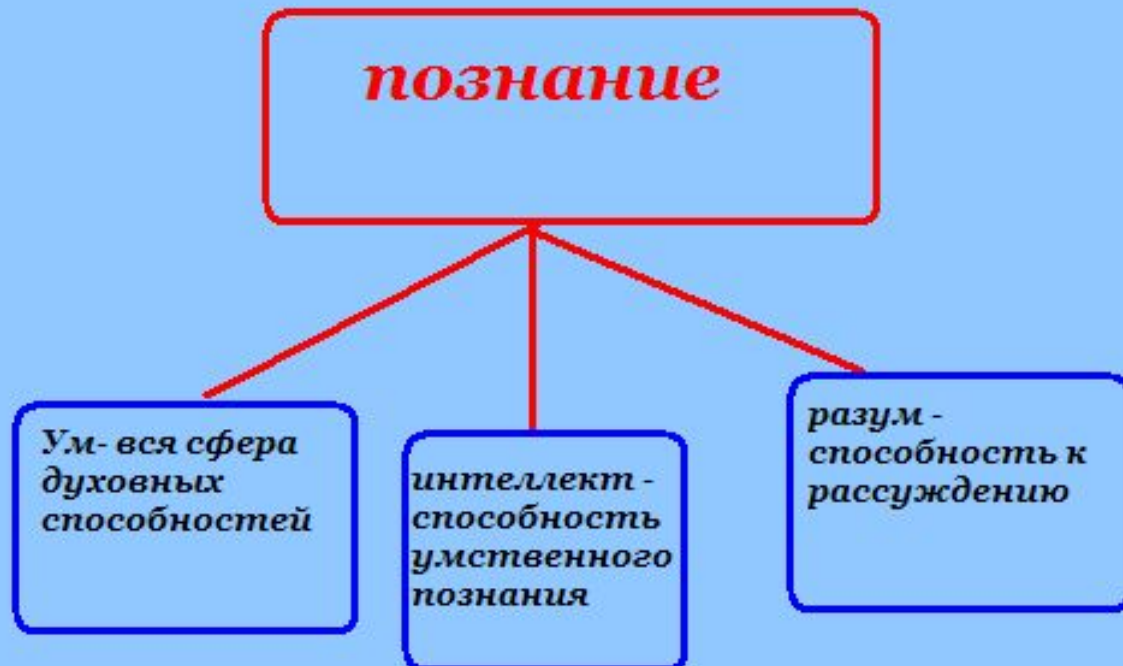 познание
Ум- вся сфера
духовных
способностей
интеллект -
способность
умственного
познания
разум -
способность к
рассуждению